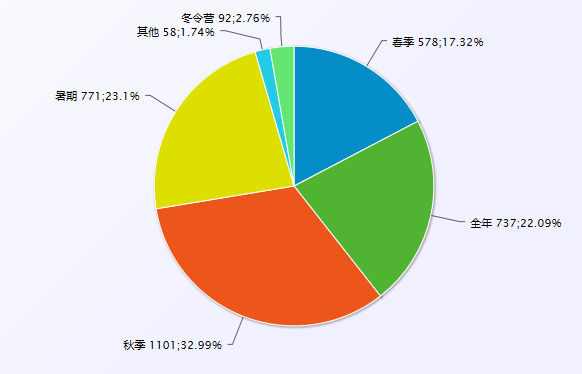 冬令营 92;2.76%
其他 58;1.74%
春季 578;17.32%
暑期 771;23.1%
全年 737;22.09%
秋季 1101;32.99%